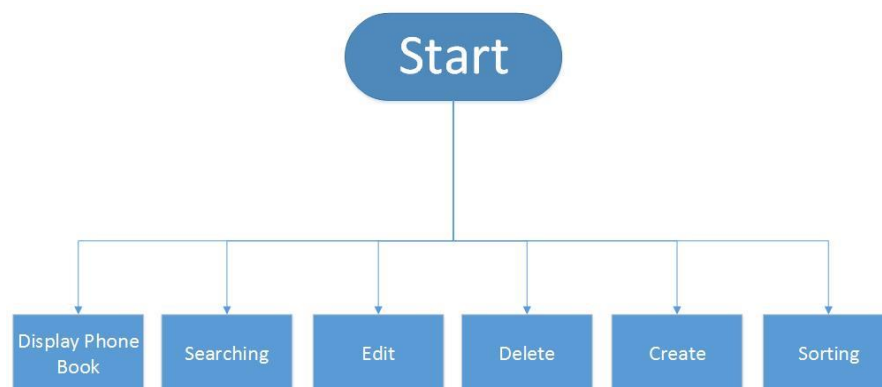 Start
Display Phone
Book
Searching
Edit
Delete
Create
Sorting